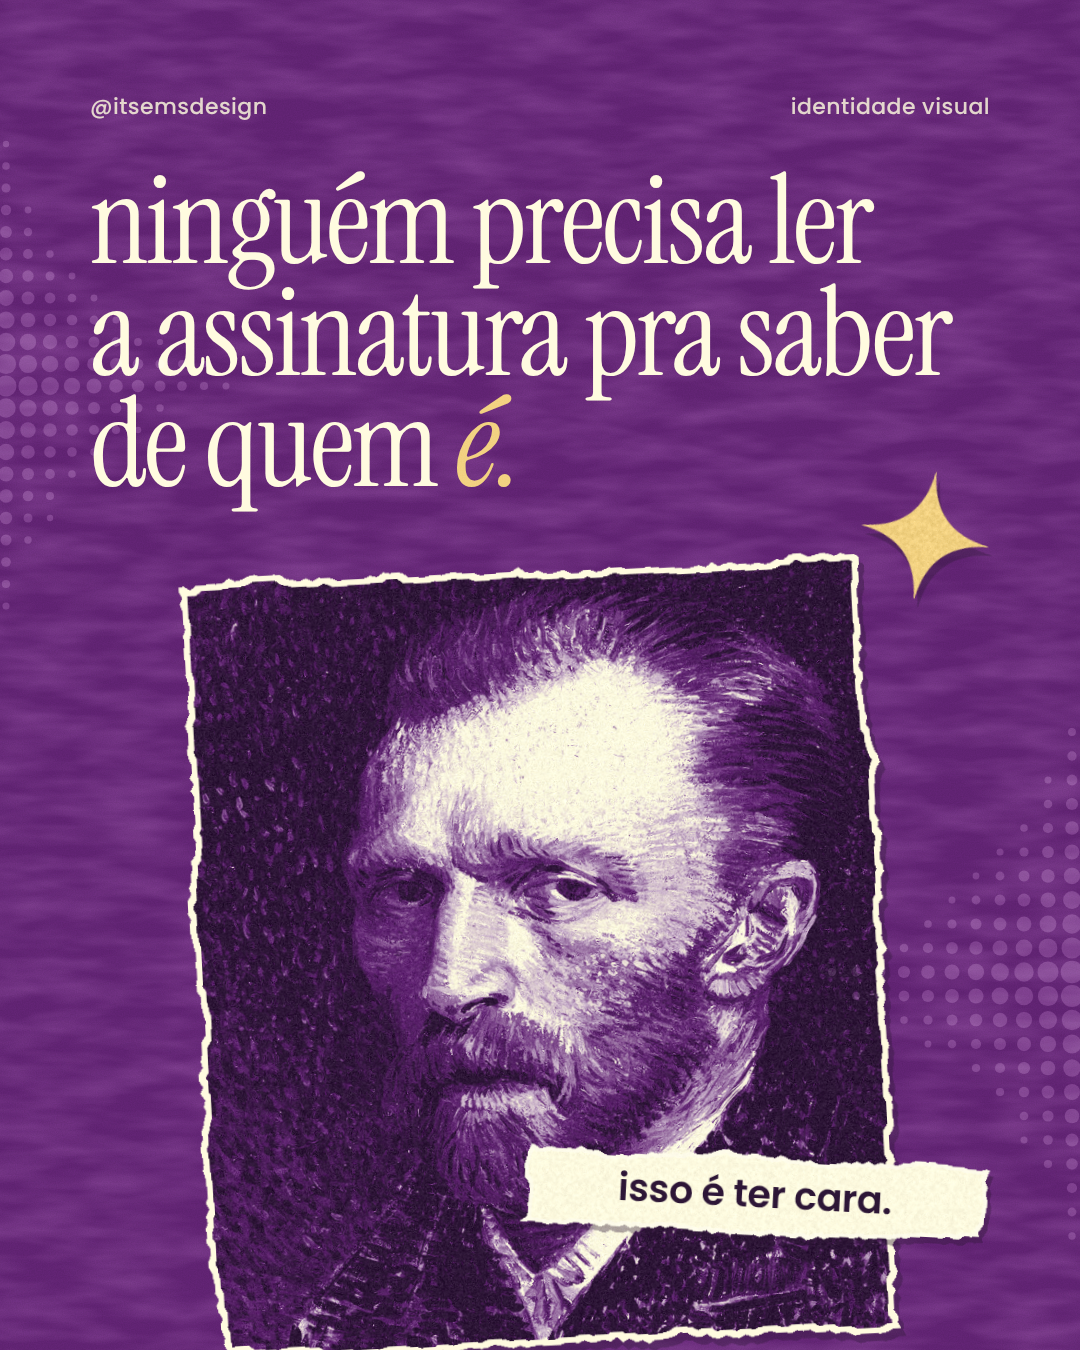 @itsemsdesign
identidade visual
ninguém precisa ler
a assinatura pra saber
de quem é.
isso é ter cara.